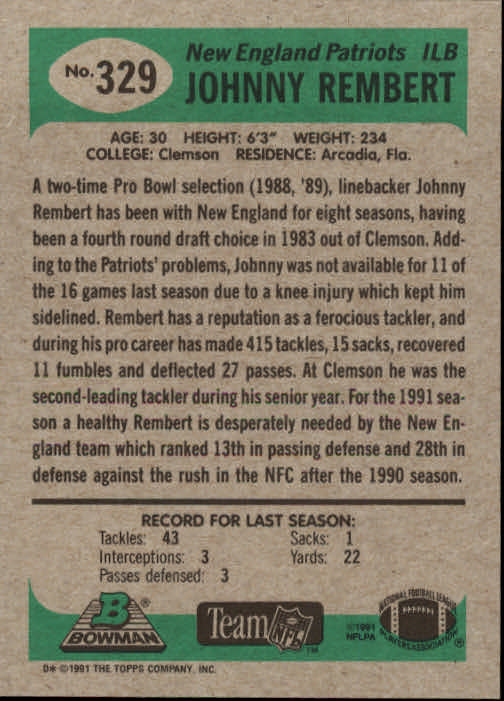 No. 329
New England Patriots ILB
JOHNNY REMBERT
AGE: 30 HEIGHT: 6'3" WEIGHT: 234
COLLEGE: Clemson RESIDENCE: Arcadia, Fla.
A two-time Pro Bowl selection (1988, '89), linebacker Johnny
Rembert has been with New England for eight seasons, having
been a fourth round draft choice in 1983 out of Clemson. Add-
ing to the Patriots' problems, Johnny was not available for 11 of
the 16 games last season due to a knee injury which kept him
sidelined. Rembert has a reputation as a ferocious tackler, and
during his pro career has made 415 tackles, 15 sacks, recovered
11 fumbles and deflected 27 passes. At Clemson he was the
second-leading tackler during his senior year. For the 1991 sea-
son a healthy Rembert is desperately needed by the New En-
gland team which ranked 13th in passing defense and 28th in
defense against the rush in the NFC after the 1990 season.
RECORD FOR LAST SEASON:
Tackles: 43 Sacks: 1
Interceptions: 3 Yards: 22
Passes defensed: 3
B®
BOWMAN
Team NFL
TM
©1991
NFLPA
NATIONAL FOOTBALL LEAGUE
PLAYERS ASSOCIATION
®
D* ©1991 THE TOPPS COMPANY, INC.